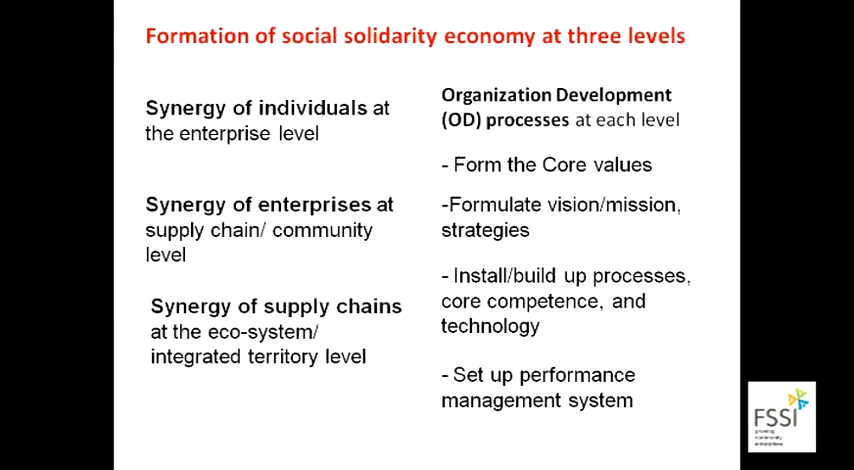 Formation of social solidarity economy at three levels
Synergy of individuals at
the enterprise level
Synergy of enterprises at
supply chain/ community
level
Synergy of supply chains
at the eco-system/
integrated territory level
Organization Development
(OD) processes at each level
- Form the Core values
-Formulate vision/mission,
strategies
- Install/build up processes,
core competence, and
technology
- Set up performance
management system
FSSI
growing
community
enterprises